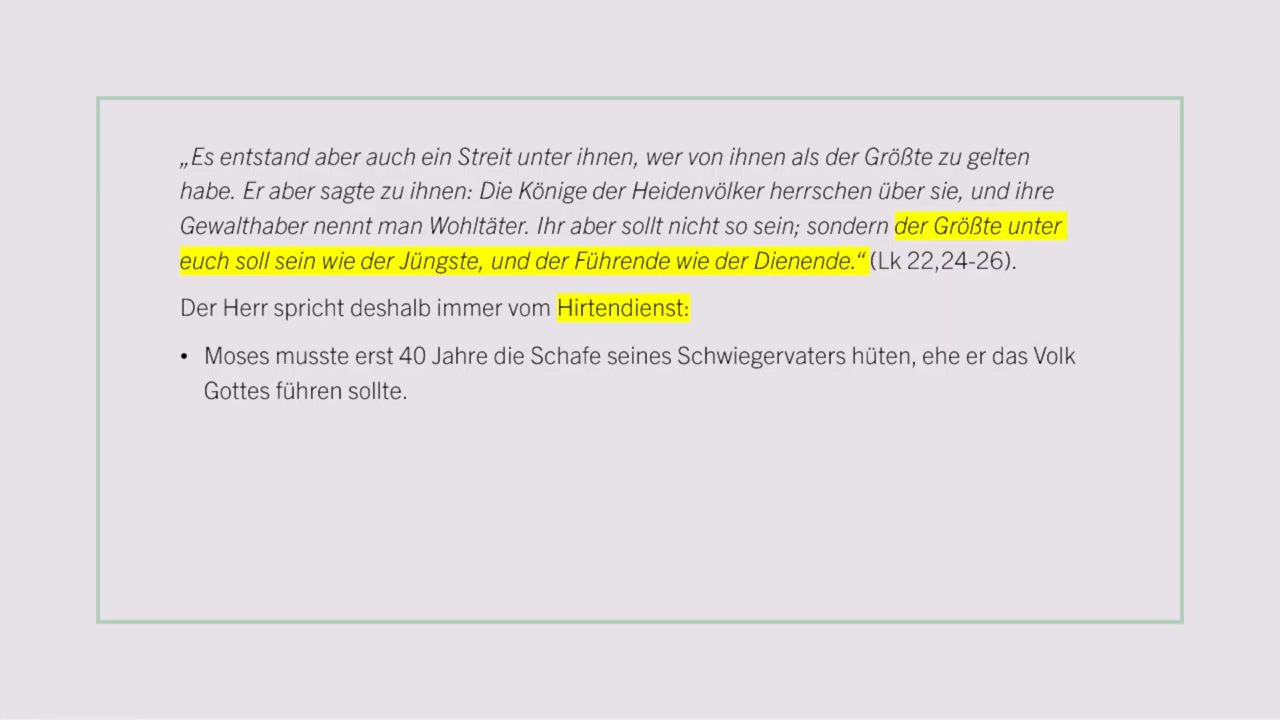 „Es entstand aber auch ein Streit unter ihnen, wer von ihnen als der Größte zu gelten
habe. Er aber sagte zu ihnen: Die Könige der Heidenvölker herrschen über sie, und ihre
Gewalthaber nennt man Wohltäter. Ihr aber sollt nicht so sein; sondern der Größte unter
euch soll sein wie der Jüngste, und der Führende wie der Dienende.“ (Lk 22,24-26).
Der Herr spricht deshalb immer vom Hirtendienst:
• Moses musste erst 40 Jahre die Schafe seines Schwiegervaters hüten, ehe er das Volk
Gottes führen sollte.